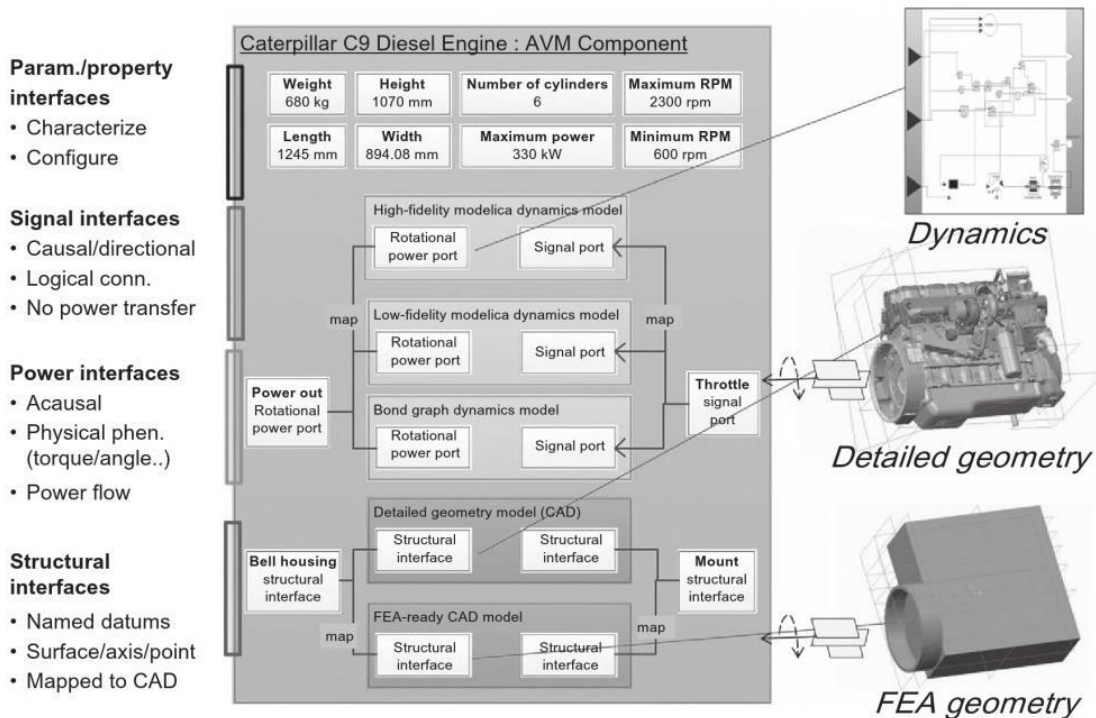 Caterpillar C9 Diesel Engine : AVM Component
Param./property
interfaces
• Characterize
• Configure
Signal interfaces
• Causal/directional
• Logical conn.
• No power transfer
Power interfaces
• Acausal
• Physical phen.
(torque/angle..)
• Power flow
Structural
interfaces
• Named datums
• Surface/axis/point
• Mapped to CAD
Weight
680 kg
Height
1070 mm
Number of cylinders
6
Maximum RPM
2300 rpm
Length
1245 mm
Width
894.08 mm
Maximum power
330 kW
Minimum RPM
600 rpm
High-fidelity modelica dynamics model
Rotational
power port
Signal port
map
map
Low-fidelity modelica dynamics model
Rotational
power port
Signal port
Power out
Rotational
power port
Throttle
signal
port
Bond graph dynamics model
Rotational
power port
Signal port
Detailed geometry model (CAD)
Structural
interface
Structural
interface
Bell housing
structural
interface
Mount
structural
interface
FEA-ready CAD model
map
map
Structural
interface
Structural
interface
Dynamics
Detailed geometry
FEA geometry